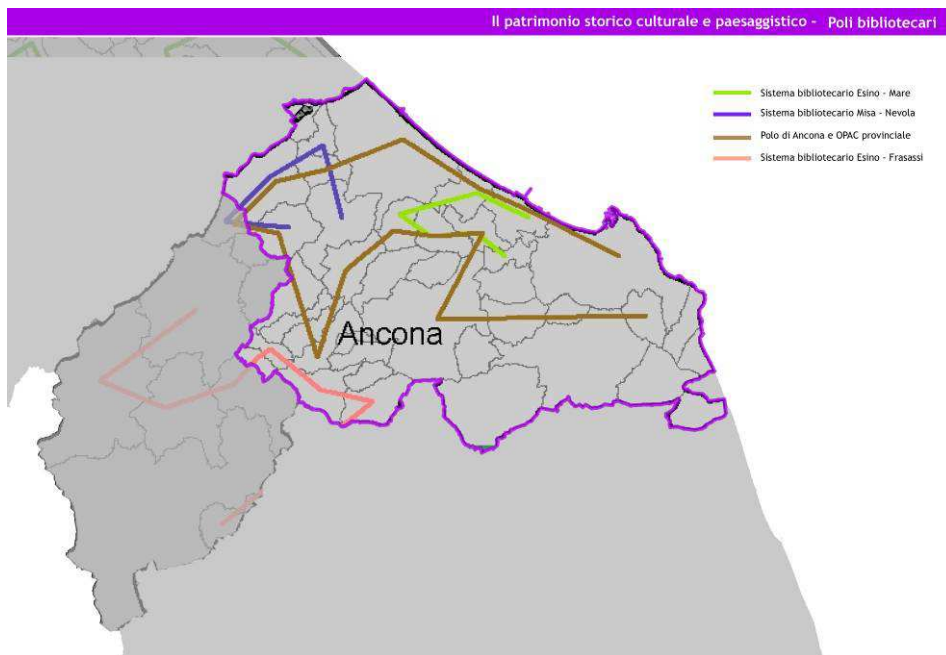 Il patrimonio storico culturale e paesaggistico - Poli bibliotecari
Sistema bibliotecario Esino - Mare
Sistema bibliotecario Misa - Nevola
Polo di Ancona e OPAC provinciale
Sistema bibliotecario Esino - Frasassi
Ancona